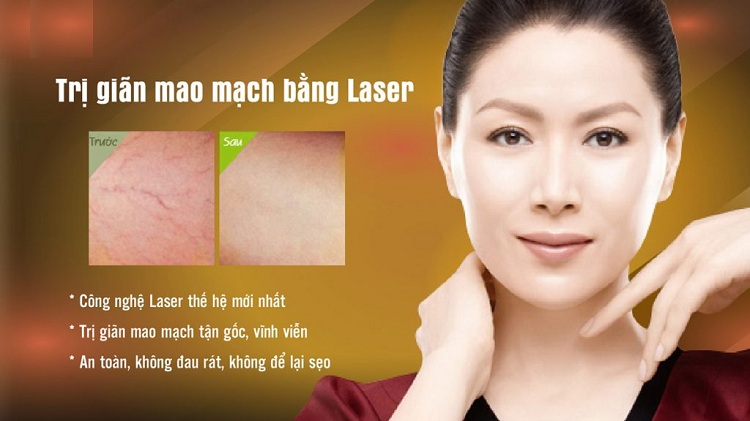 Trị giãn mao mạch bằng Laser
Trước
Sau
* Công nghệ Laser thế hệ mới nhất
* Trị giãn mao mạch tận gốc, vĩnh viễn
* An toàn, không đau rát, không để lại sẹo